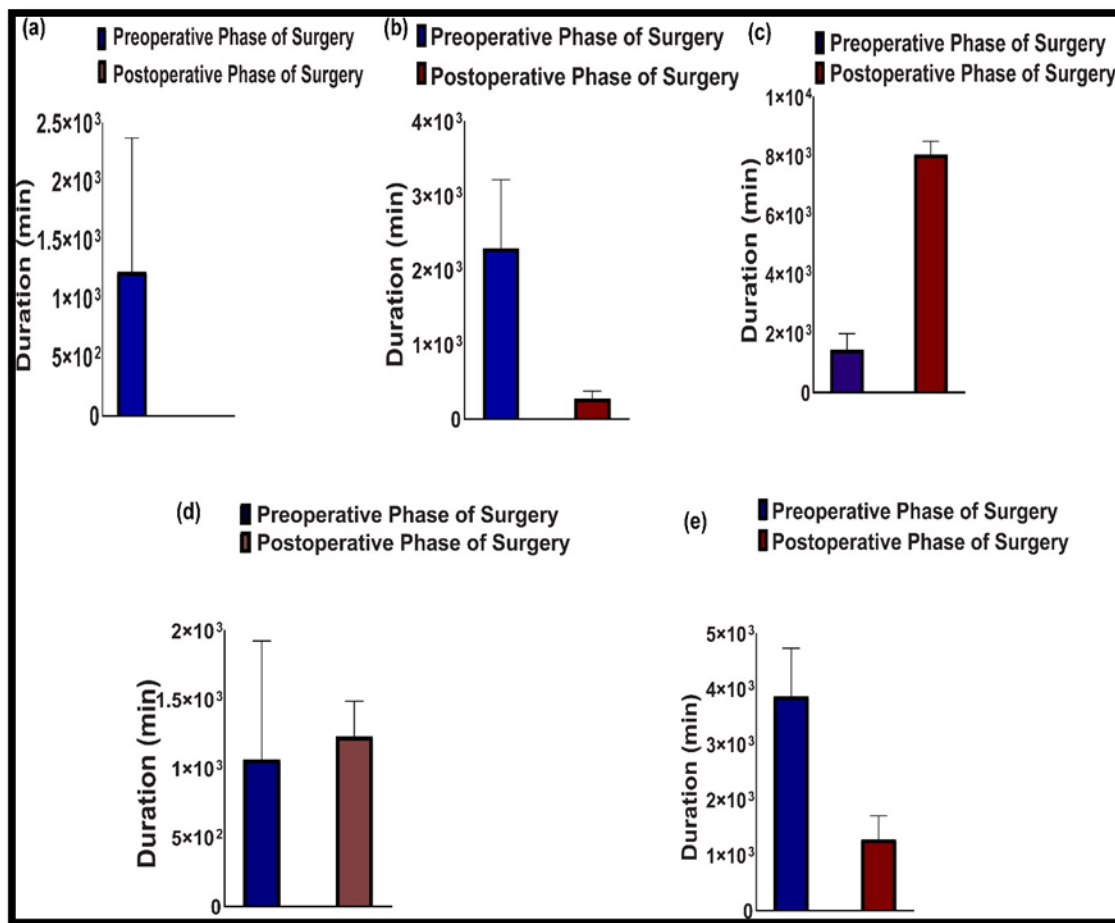 (a)
Preoperative Phase of Surgery
Postoperative Phase of Surgery
Duration (min)
2.5×10³
2×10³
1.5×10³
1×10³
5×10²
0
(b)
Preoperative Phase of Surgery
Postoperative Phase of Surgery
Duration (min)
4×10³
3×10³
2×10³
1×10³
0
(c)
Preoperative Phase of Surgery
Postoperative Phase of Surgery
Duration (min)
1×10⁴
8×10³
6×10³
4×10³
2×10³
0
(d)
Preoperative Phase of Surgery
Postoperative Phase of Surgery
Duration (min)
2×10³
1.5×10³
1×10³
5×10²
0
(e)
Preoperative Phase of Surgery
Postoperative Phase of Surgery
Duration (min)
5×10³
4×10³
3×10³
2×10³
1×10³
0